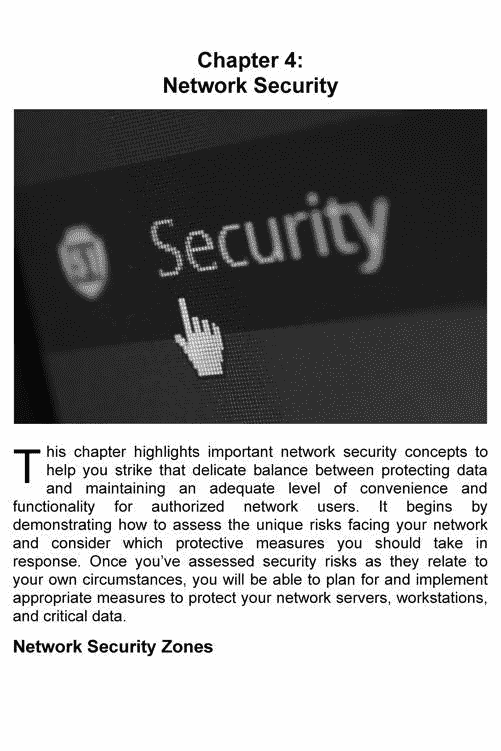 Chapter 4:
Network Security
Security
This chapter highlights important network security concepts to
help you strike that delicate balance between protecting data
and maintaining an adequate level of convenience and
functionality for authorized network users. It begins by
demonstrating how to assess the unique risks facing your network
and consider which protective measures you should take in
response. Once you’ve assessed security risks as they relate to
your own circumstances, you will be able to plan for and implement
appropriate measures to protect your network servers, workstations,
and critical data.
Network Security Zones